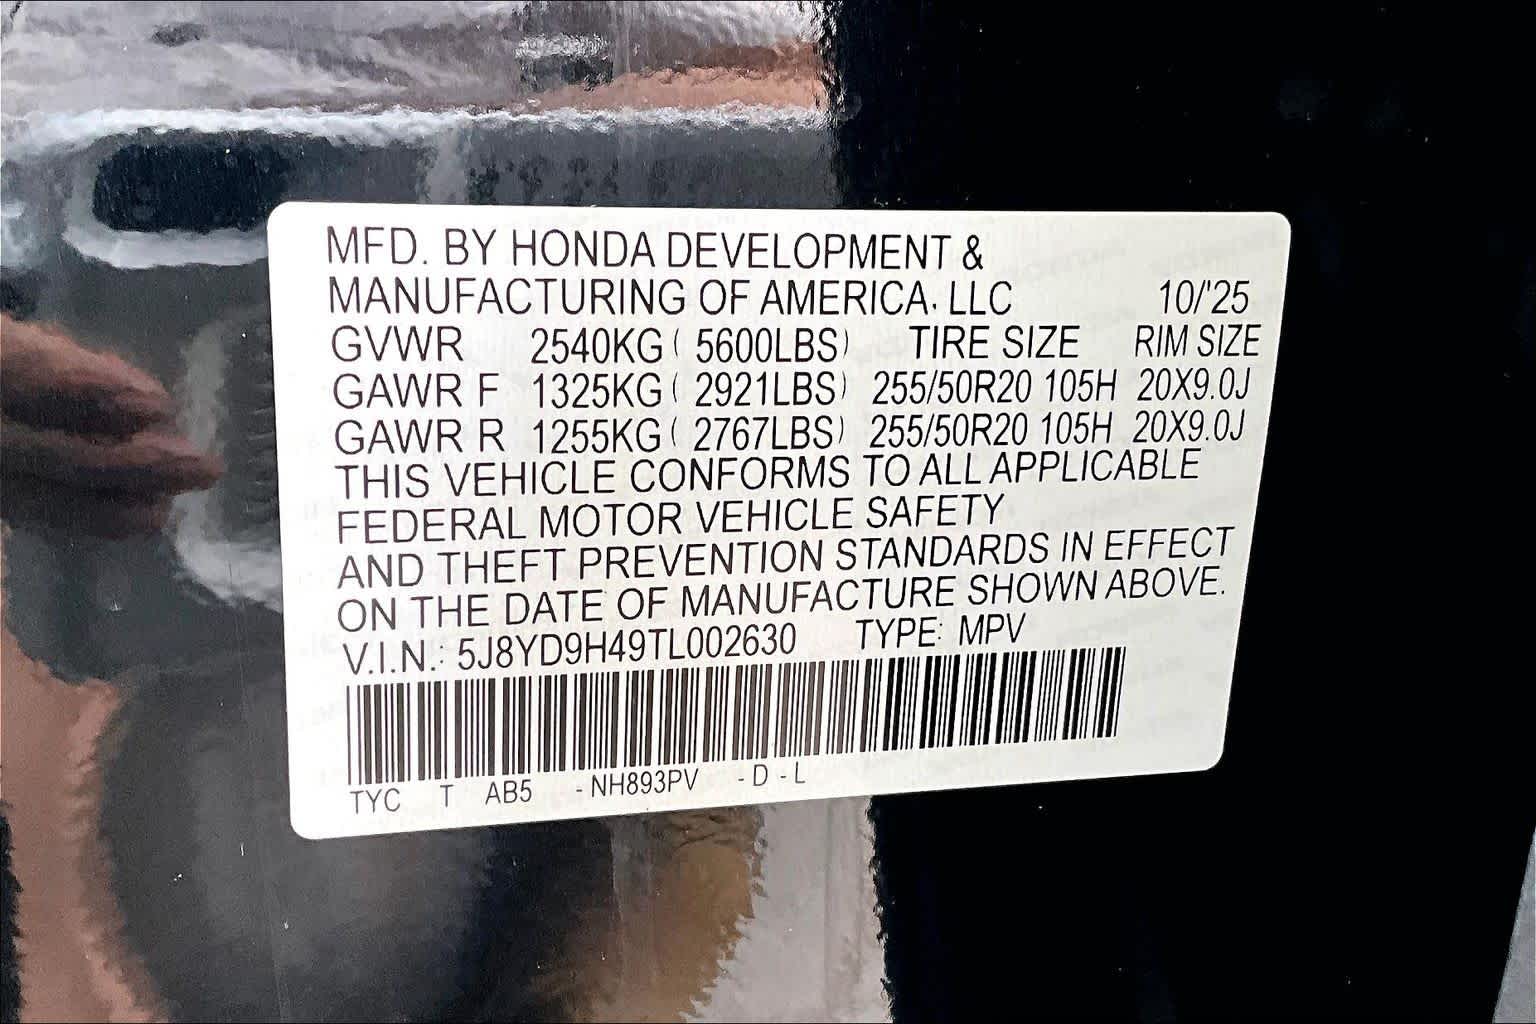 MFD. BY HONDA DEVELOPMENT &
MANUFACTURING OF AMERICA, LLC 10/'25
GVWR 2540KG ( 5600LBS) TIRE SIZE RIM SIZE
GAWR F 1325KG ( 2921LBS) 255/50R20 105H 20X9.0J
GAWR R 1255KG ( 2767LBS) 255/50R20 105H 20X9.0J
THIS VEHICLE CONFORMS TO ALL APPLICABLE
FEDERAL MOTOR VEHICLE SAFETY,
AND THEFT PREVENTION STANDARDS IN EFFECT
ON THE DATE OF MANUFACTURE SHOWN ABOVE.
V.I.N.: 5J8YD9H49TL002630 TYPE: MPV
TYC T AB5 -NH893PV -D -L